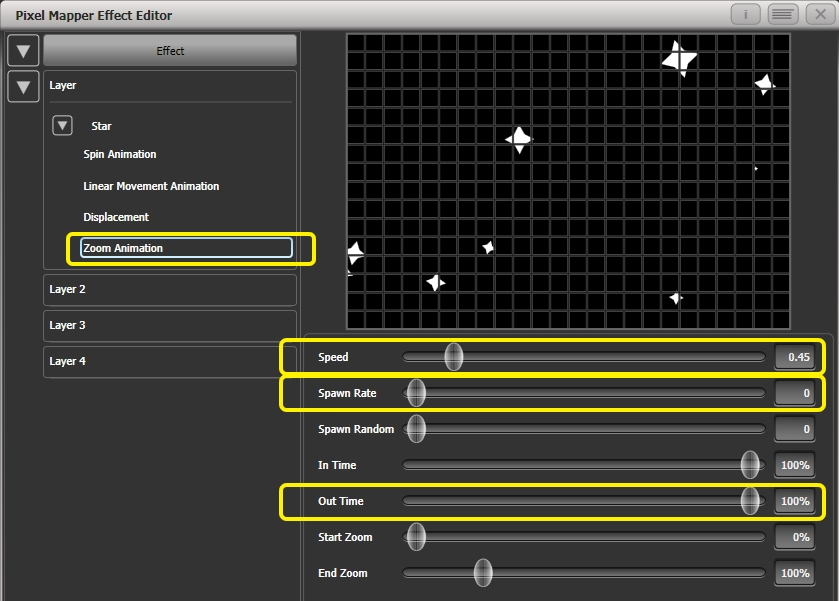 Pixel Mapper Effect Editor
Effect
Layer
Star
Spin Animation
Linear Movement Animation
Displacement
Zoom Animation
Layer 2
Layer 3
Layer 4
Speed 0.45
Spawn Rate 0
Spawn Random 0
In Time 100%
Out Time 100%
Start Zoom 0%
End Zoom 100%